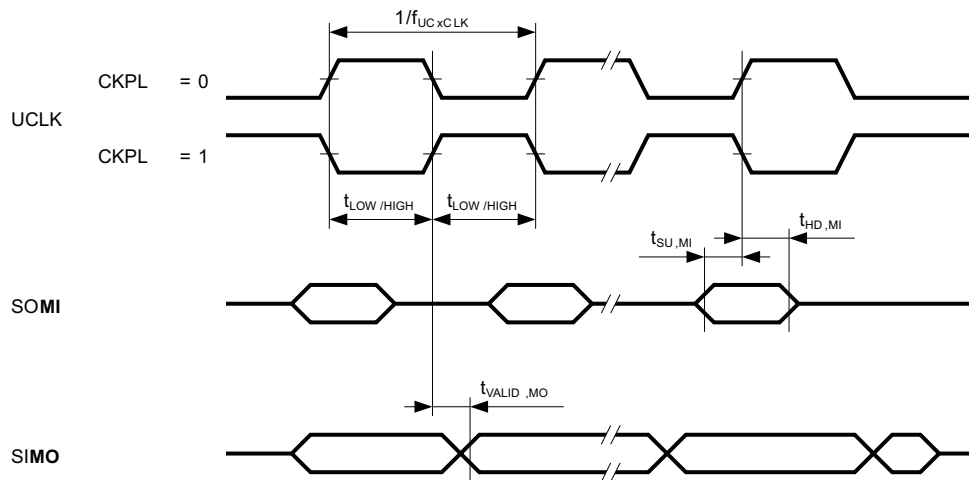 1/fUCxCLK
CKPL = 0
UCLK
CKPL = 1
tLOW/HIGH tLOW/HIGH
tHD,MI
tSU,MI
SOMI
tVALID,MO
SIMO